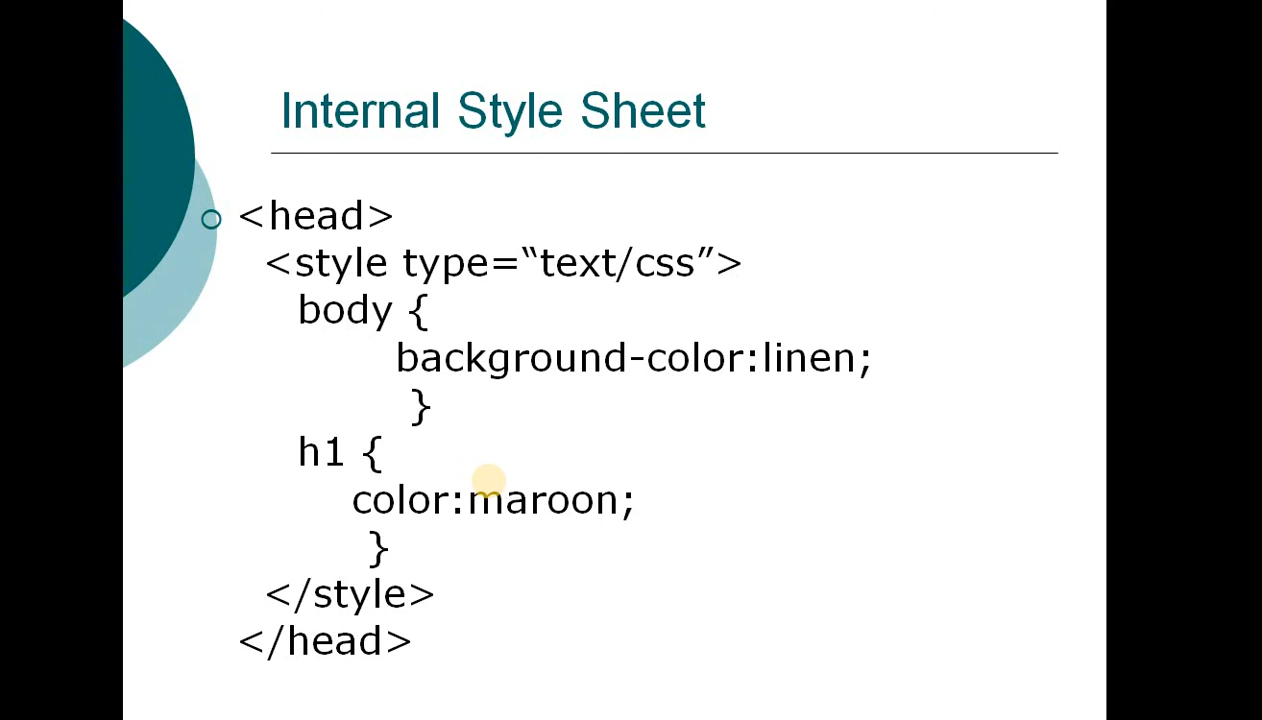 Internal Style Sheet
<head>
<style type=“text/css”>
body {
background-color:linen;
}
h1 {
color:maroon;
}
</style>
</head>